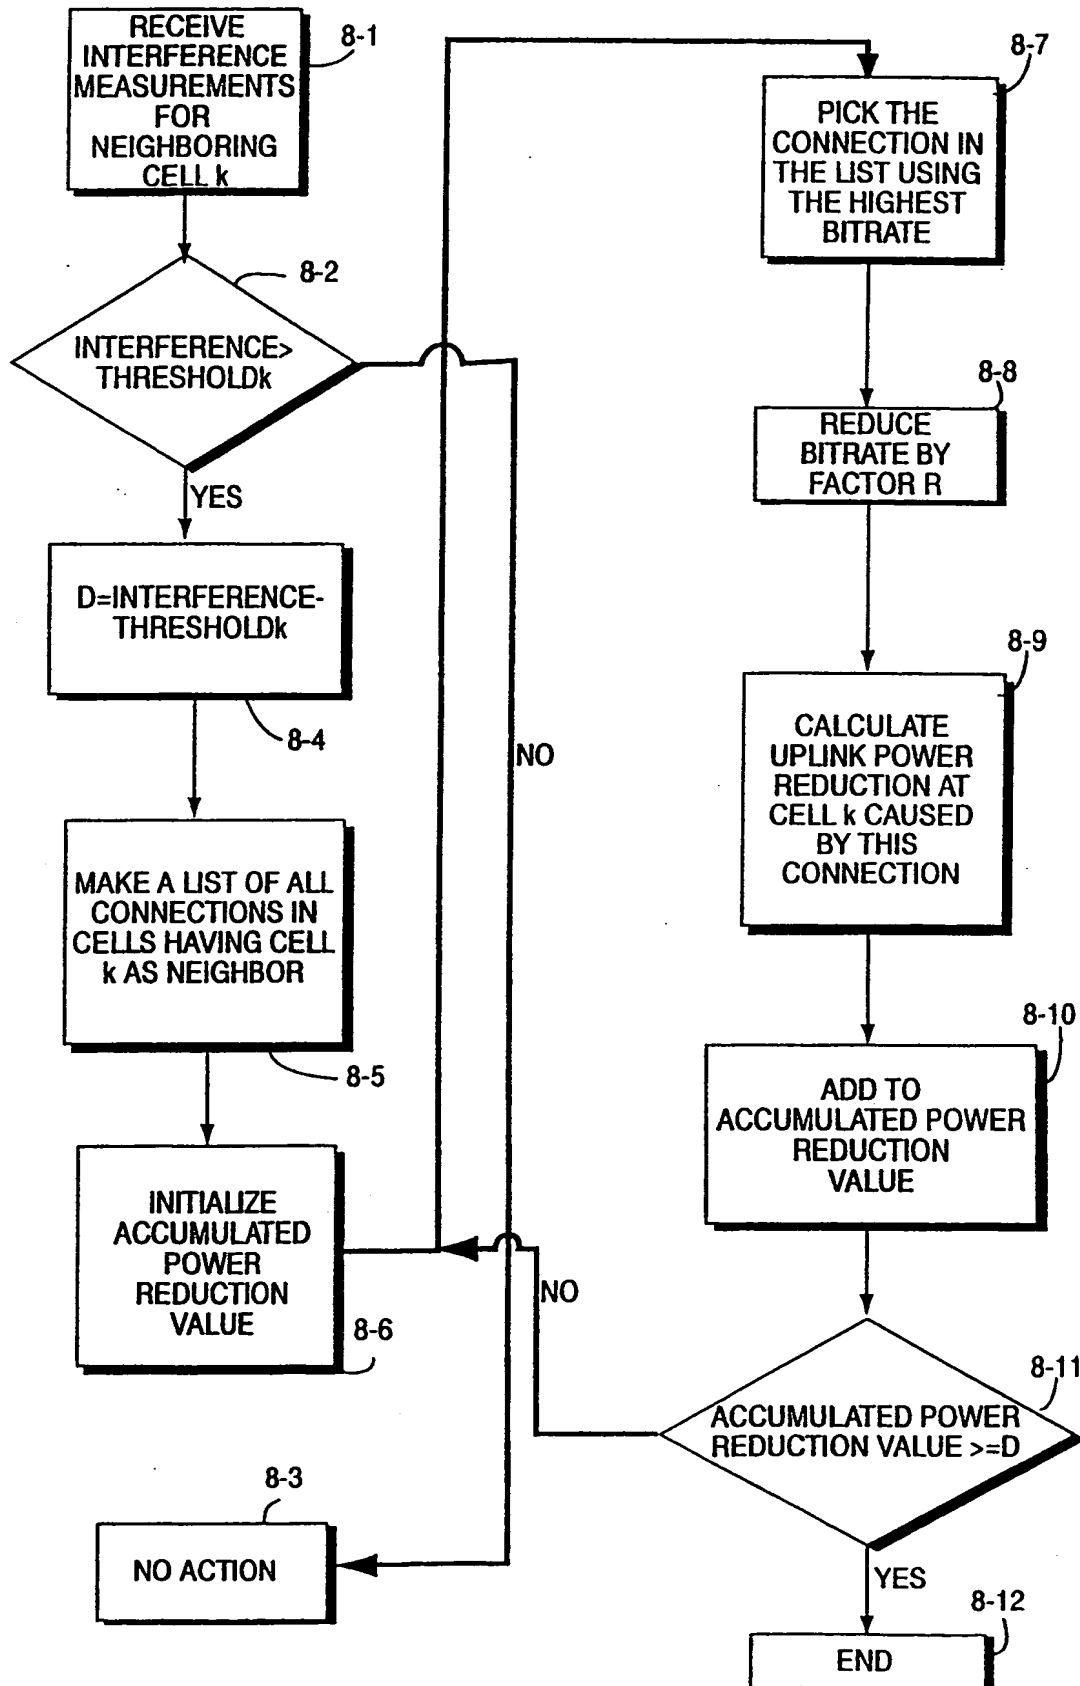 RECEIVE
INTERFERENCE
MEASUREMENTS
FOR
NEIGHBORING
CELL k
8-1
8-2
INTERFERENCE>
THRESHOLDk
YES
D=INTERFERENCE-
THRESHOLDk
8-4
NO
MAKE A LIST OF ALL
CONNECTIONS IN
CELLS HAVING CELL
k AS NEIGHBOR
8-5
INITIALIZE
ACCUMULATED
POWER
REDUCTION
VALUE
8-6
NO
8-3
NO ACTION
8-7
PICK THE
CONNECTION IN
THE LIST USING
THE HIGHEST
BITRATE
8-8
REDUCE
BITRATE BY
FACTOR R
8-9
CALCULATE
UPLINK POWER
REDUCTION AT
CELL k CAUSED
BY THIS
CONNECTION
8-10
ADD TO
ACCUMULATED POWER
REDUCTION
VALUE
8-11
ACCUMULATED POWER
REDUCTION VALUE >=D
YES
8-12
END